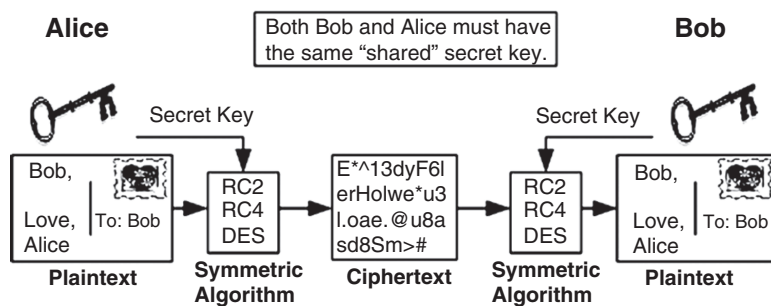 Alice
Both Bob and Alice must have
the same “shared” secret key.
Bob
Secret Key
Secret Key
Bob,
Love,
Alice
To: Bob
RC2
RC4
DES
E*^13dyF6l
erHolwe*u3
l.oae.@u8a
sd8Sm>#
RC2
RC4
DES
Bob,
Love,
Alice
To: Bob
Plaintext
Symmetric
Algorithm
Ciphertext
Symmetric
Algorithm
Plaintext